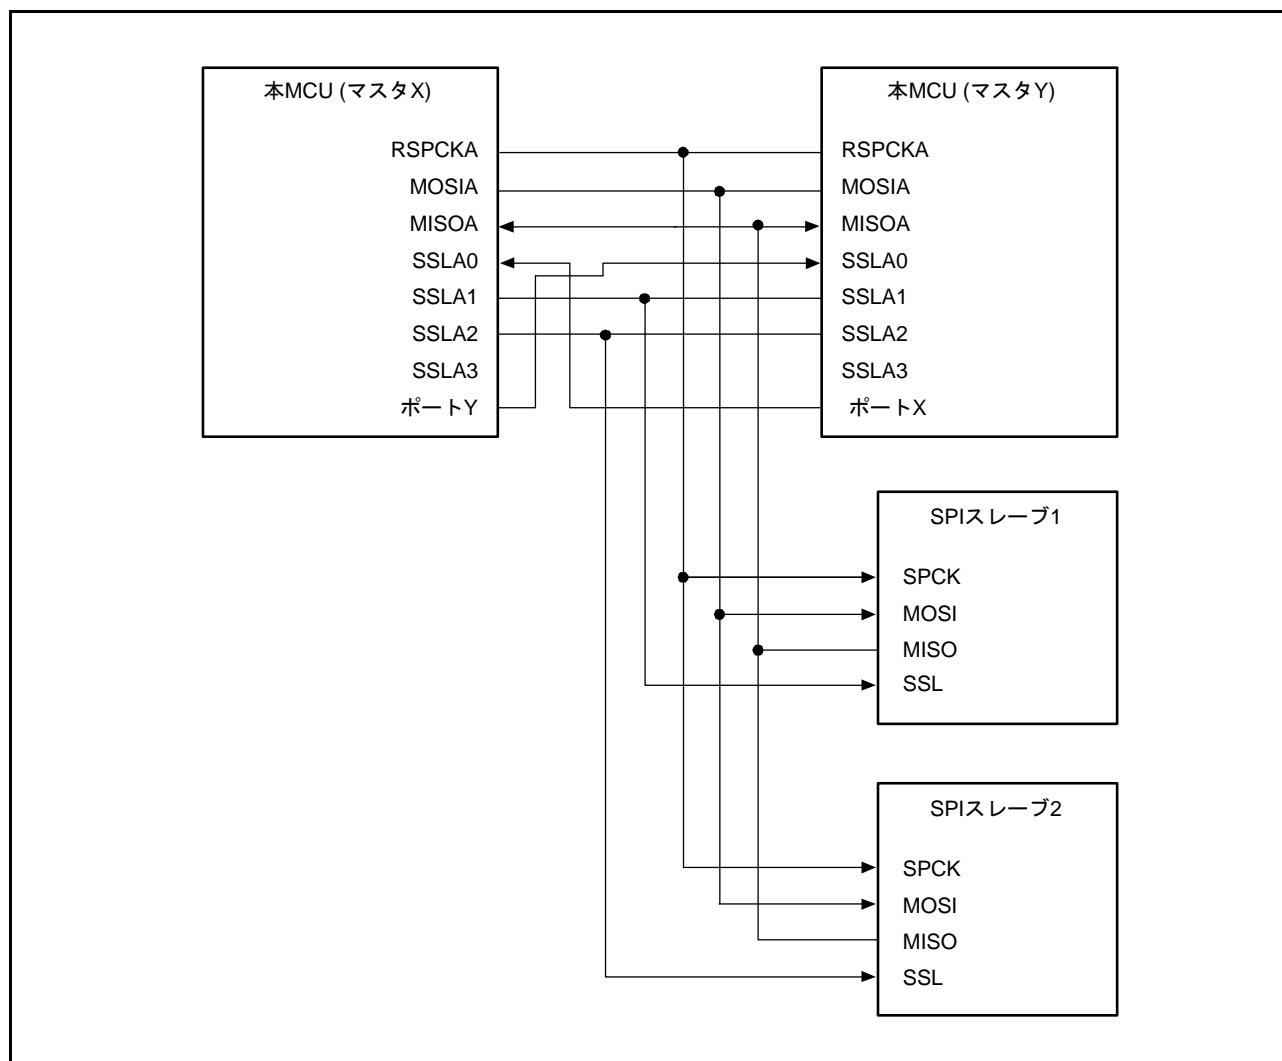 本MCU (マスタX)
RSPCKA
MOSIA
MISOA
SSLA0
SSLA1
SSLA2
SSLA3
ポートY
本MCU (マスタY)
RSPCKA
MOSIA
MISOA
SSLA0
SSLA1
SSLA2
SSLA3
ポートX
SPIスレーブ1
SPCK
MOSI
MISO
SSL
SPIスレーブ2
SPCK
MOSI
MISO
SSL